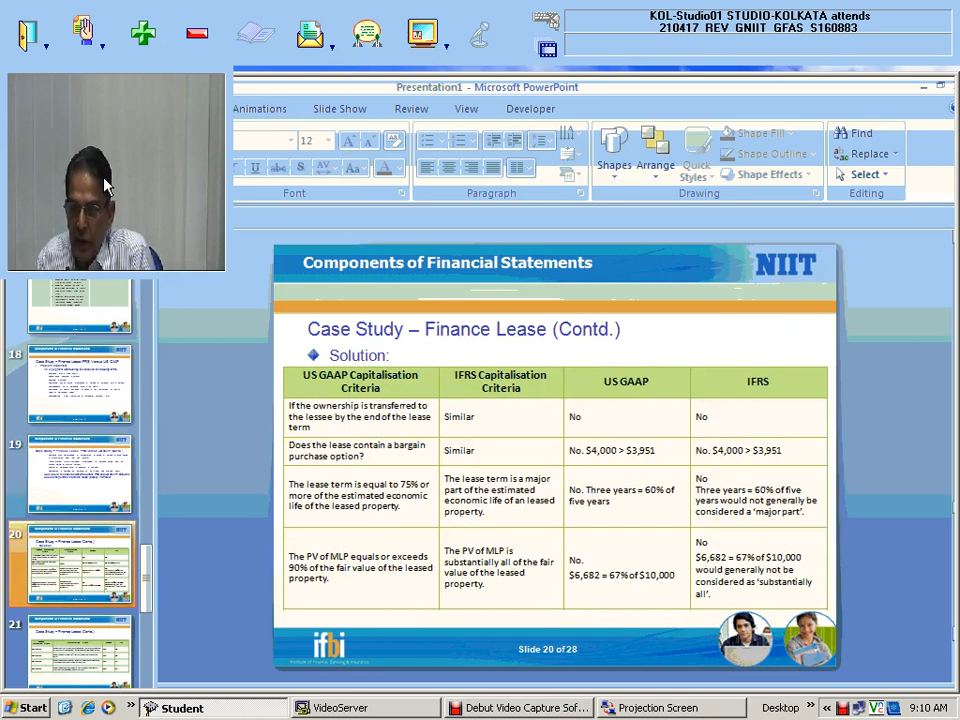 KOL-Studio01 STUDIO-KOLKATA attends
210417 REV GNIIT GFAS S160883
Presentation1 - Microsoft PowerPoint
Animations Slide Show Review View Developer
12
Shapes Arrange Quick Styles
Shape Fill
Shape Outline
Shape Effects
Find
Replace
Select
Font Paragraph Drawing Editing
Components of Financial Statements
NIIT
Case Study – Finance Lease (Contd.)
Solution:
US GAAP Capitalisation
Criteria
IFRS Capitalisation
Criteria
US GAAP
IFRS
If the ownership is transferred
to the lessee by the end of the lease
term
Similar
No
No
Does the lease contain a bargain
purchase option?
Similar
No. $4,000 > $3,951
No. $4,000 > $3,951
The lease term is equal to 75% or
more of the estimated economic
life of the leased property.
The lease term is a major
part of the estimated
economic life of an leased
property.
No. Three years = 60% of
five years
No
Three years = 60% of five
years would not generally be
considered a 'major part'.
The PV of MLP equals or exceeds
90% of the fair value of the leased
property.
The PV of MLP is
substantially all of the fair
value of the leased
property.
No.
$6,682 = 67% of $10,000
No
$6,682 = 67% of $10,000
would generally not be
considered as 'substantially
all'.
ifbi
Institute of Finance Banking & Insurance
Slide 20 of 28
18
19
20
21
Start
Student
VideoServer
Debut Video Capture Sof...
Projection Screen
Desktop
9:10 AM